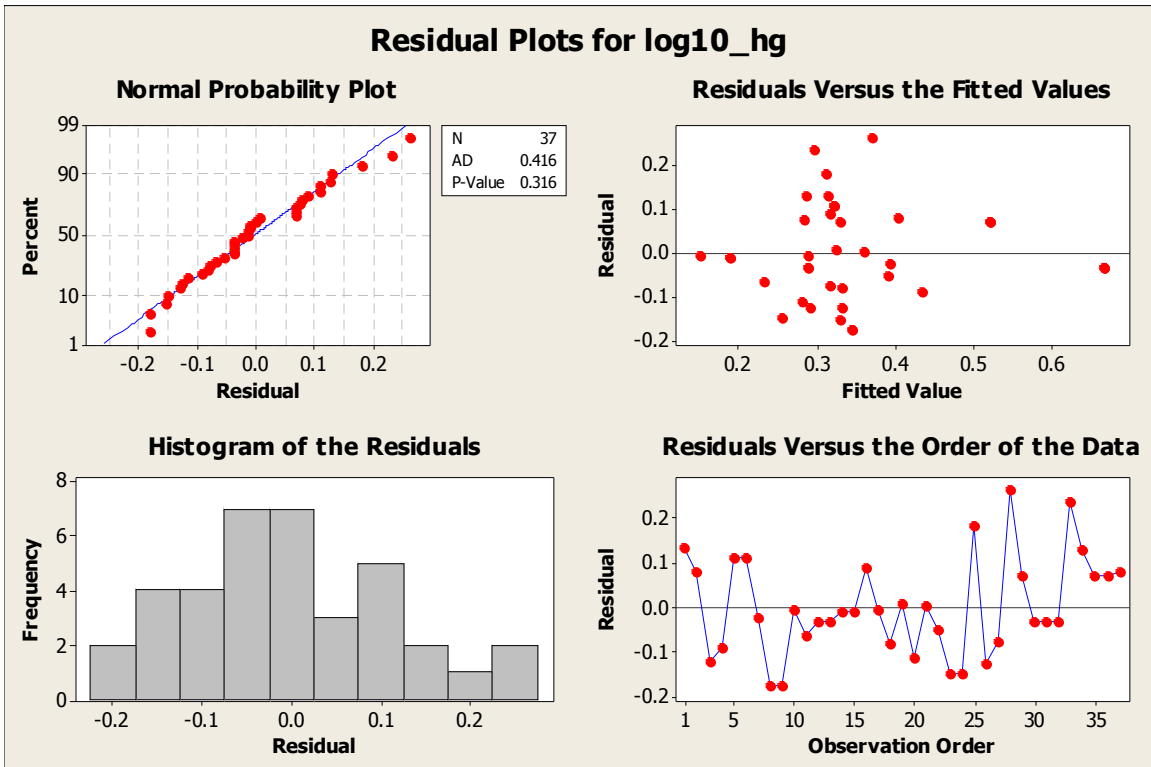 Residual Plots for log10_hg
Normal Probability Plot
99
90
50
10
1
Percent
-0.2 -0.1 0.0 0.1 0.2
Residual
N 37
AD 0.416
P-Value 0.316
Residuals Versus the Fitted Values
0.2
0.1
0.0
-0.1
-0.2
Residual
0.2 0.3 0.4 0.5 0.6
Fitted Value
Histogram of the Residuals
8
6
4
2
0
Frequency
-0.2 -0.1 0.0 0.1 0.2
Residual
Residuals Versus the Order of the Data
0.2
0.1
0.0
-0.1
-0.2
Residual
1 5 10 15 20 25 30 35
Observation Order